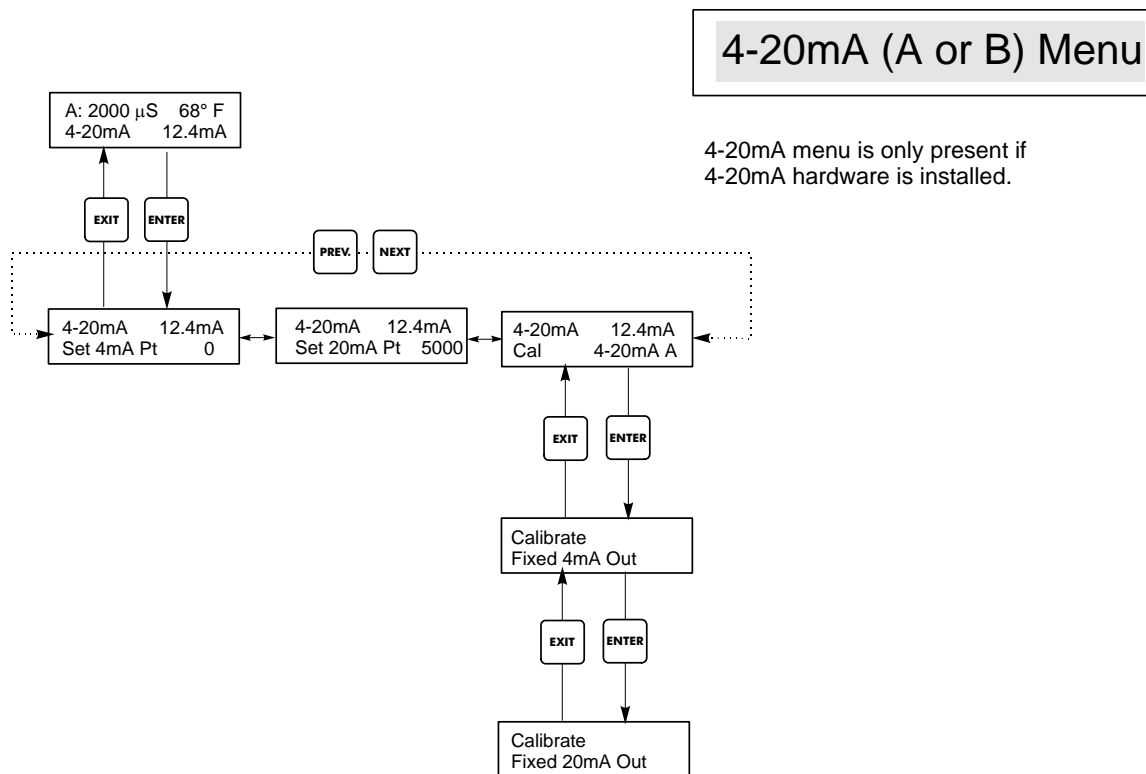 4-20mA (A or B) Menu
A: 2000 μS 68° F
4-20mA 12.4mA
4-20mA menu is only present if
4-20mA hardware is installed.
EXIT ENTER
PREV. NEXT
4-20mA 12.4mA
Set 4mA Pt 0
4-20mA 12.4mA
Set 20mA Pt 5000
4-20mA 12.4mA
Cal 4-20mA A
EXIT ENTER
Calibrate
Fixed 4mA Out
EXIT ENTER
Calibrate
Fixed 20mA Out